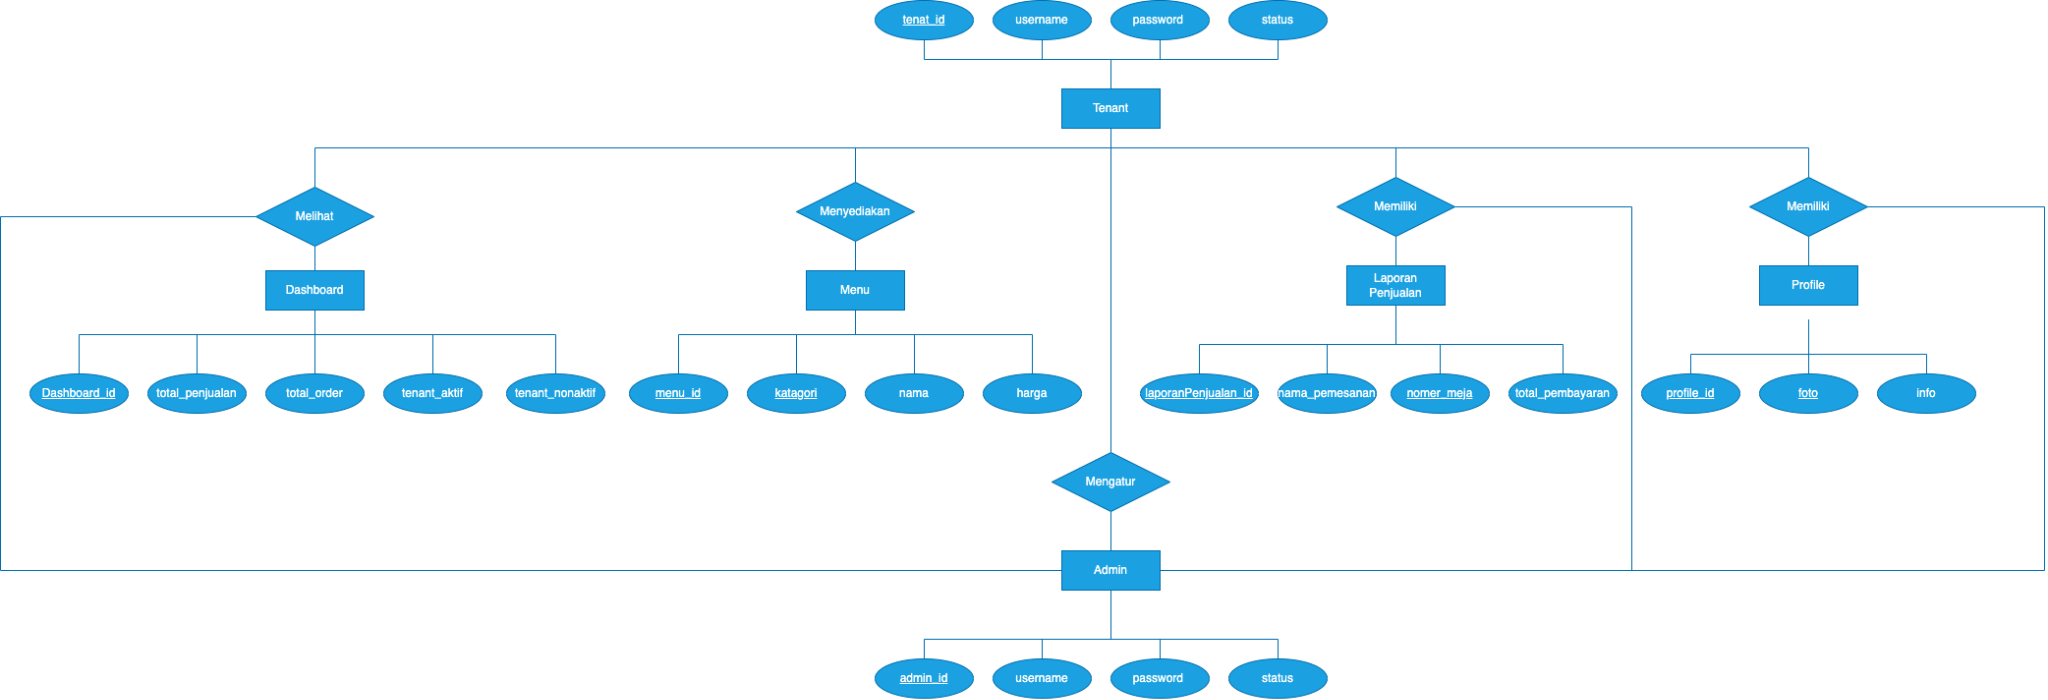 tenat_id
username
password
status
Tenant
Melihat
Menyediakan
Memiliki
Memiliki
Dashboard
Menu
Laporan
Penjualan
Profile
Dashboard_id
total_penjualan
total_order
tenant_aktif
tenant_nonaktif
menu_id
katagori
nama
harga
laporanPenjualan_id
nama_pemesanan
nomer_meja
total_pembayaran
profile_id
foto
info
Mengatur
Admin
admin_id
username
password
status